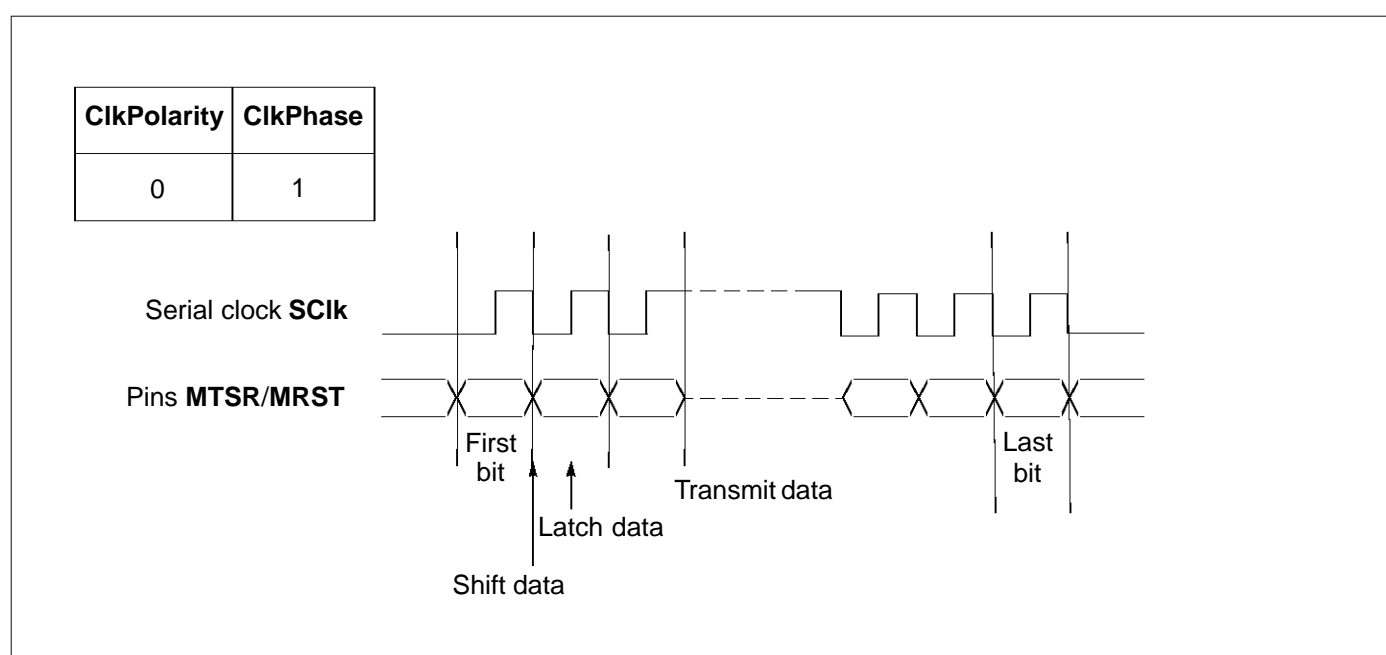 ClkPolarity ClkPhase
0 1
Serial clock SClk
Pins MTSR/MRST
First
bit
Last
bit
Transmit data
Latch data
Shift data